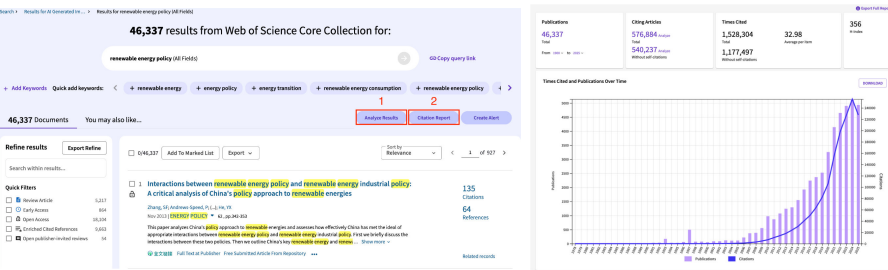 Search > Results for AI Generated Im... > Results for renewable energy policy (All Fields)
46,337 results from Web of Science Core Collection for:
renewable energy policy (All Fields)
Copy query link
+ Add Keywords Quick add keywords: < + renewable energy + energy policy + energy transition + renewable energy consumption + renewable energy policy >
1 2
46,337 Documents You may also like...
Analyze Results Citation Report Create Alert
Refine results Export Refine
Search within results...
Quick Filters
Review Article 5,217
Early Access 804
Open Access 18,234
Enriched Cited References 9,663
Open publisher invited reviews 54
0/46,337 Add To Marked List Export
Sort by
Relevance
< 1 of 927 >
1 Interactions between renewable energy policy and renewable energy industrial policy:
A critical analysis of China's policy approach to renewable energies
Zhang, SF; Andrews-Speed, P; (...); He, YX
Nov 2013 | ENERGY POLICY 62, pp.342-353
This paper analyzes China's policy approach to renewable energies and assesses how effectively China has met the ideal of
appropriate interactions between renewable energy policy and renewable energy industrial policy. First we briefly discuss the
interactions between these two policies. Then we outline China's key renewable energy and renew... Show more
Full Text at Publisher Free Submitted Article From Repository
135
Citations
64
References
Related records
Export Full Repo
Publications
46,337
Total
From to
Citing Articles
576,884 Analyze
Total
540,237 Analyze
Without self-citations
Times Cited
1,528,304
Total
1,177,497
Without self-citations
32.98
Average per item
356
H-Index
Times Cited and Publications Over Time
DOWNLOAD
Publications
Citations
Publications Citations